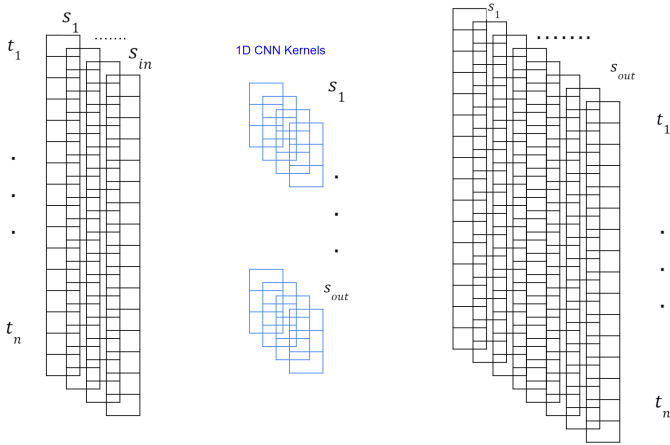 s₁
.......
t₁
sᵢₙ
1D CNN Kernels
s₁
.
.
.
tₙ
.
.
.
sₒᵤₜ
s₁
.......
sₒᵤₜ
t₁
.
.
.
tₙ